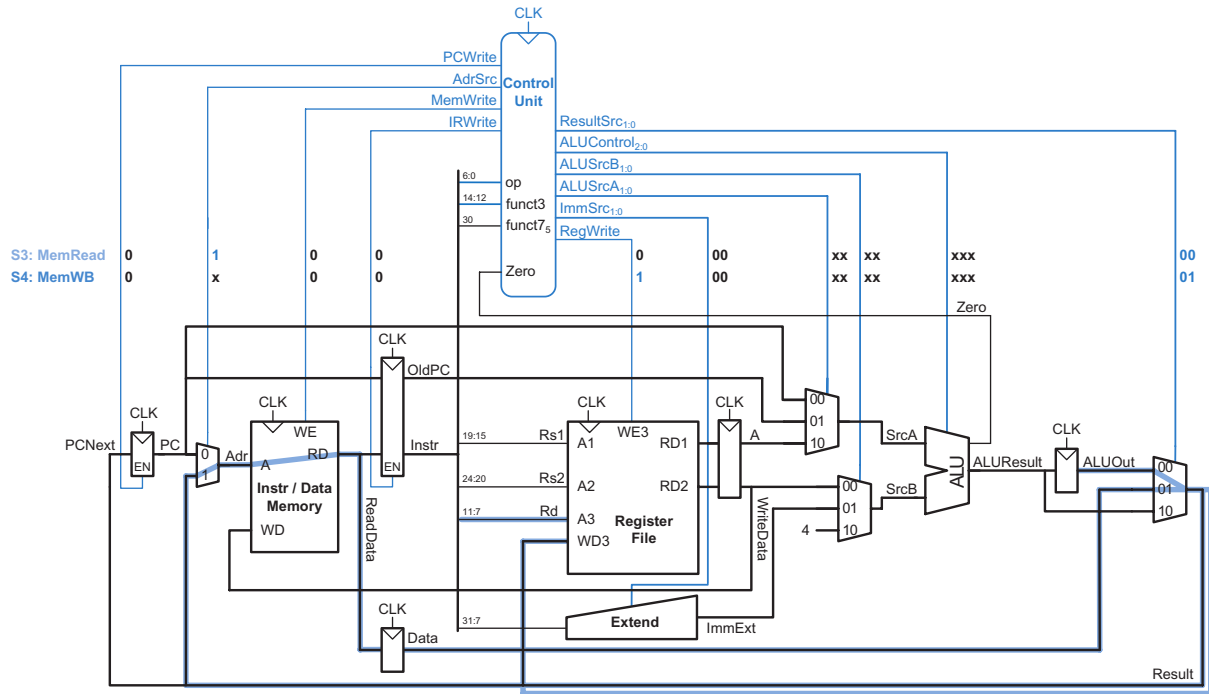 CLK
PCWrite
AdrSrc
MemWrite
IRWrite
Control
Unit
ResultSrc1:0
ALUControl2:0
ALUSrcB1:0
ALUSrcA1:0
ImmSrc1:0
RegWrite
6:0 op
14:12 funct3
30 funct75
Zero
S3: MemRead 0 1 0 0 0 00 xx xx xxx 00
S4: MemWB 0 x 0 0 1 00 xx xx xxx 01
Zero
CLK
OldPC
CLK
CLK
CLK
CLK
CLK
PCNext
PC
EN
0
1
Adr
WE
A
RD
Instr / Data
Memory
WD
ReadData
Instr
EN
19:15 Rs1
24:20 Rs2
11:7 Rd
A1
A2
A3
WD3
WE3
RD1
RD2
Register
File
A
WriteData
00
01
10
SrcA
00
01
10
4
SrcB
ALU
ALUResult
ALUOut
00
01
10
31:7
Extend
ImmExt
CLK
Data
Result